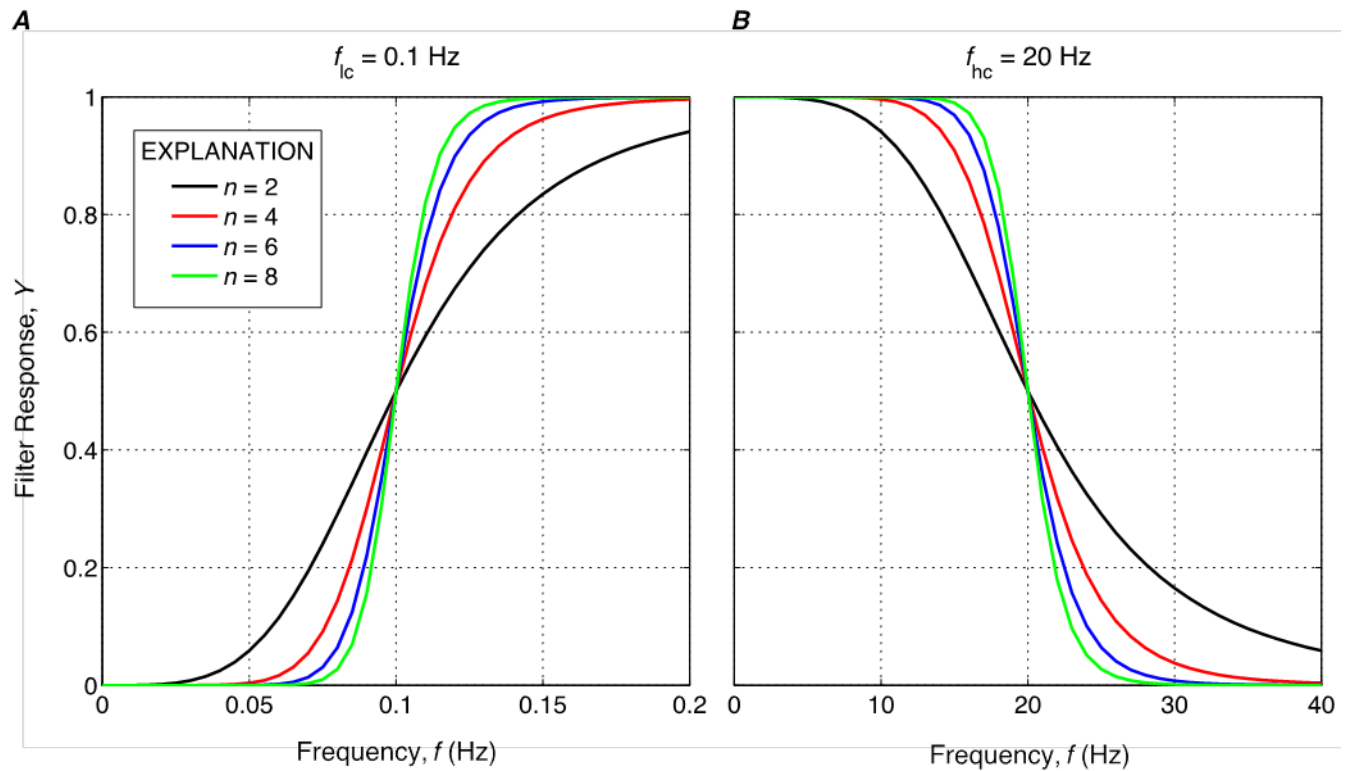 A
B
flc = 0.1 Hz
fhc = 20 Hz
EXPLANATION
n = 2
n = 4
n = 6
n = 8
Filter Response, Y
1
0.8
0.6
0.4
0.2
0
0 0.05 0.1 0.15 0.2
0 10 20 30 40
Frequency, f (Hz)
Frequency, f (Hz)